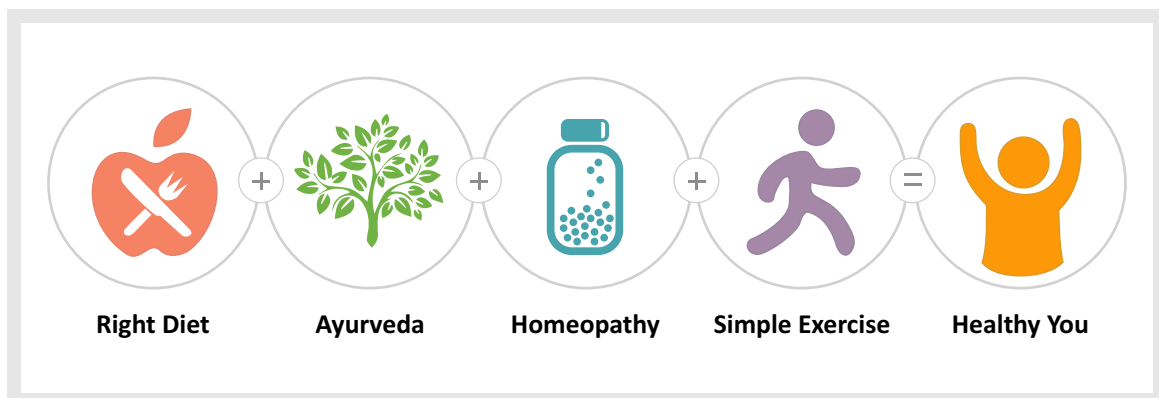 + + + =
Right Diet Ayurveda Homeopathy Simple Exercise Healthy You